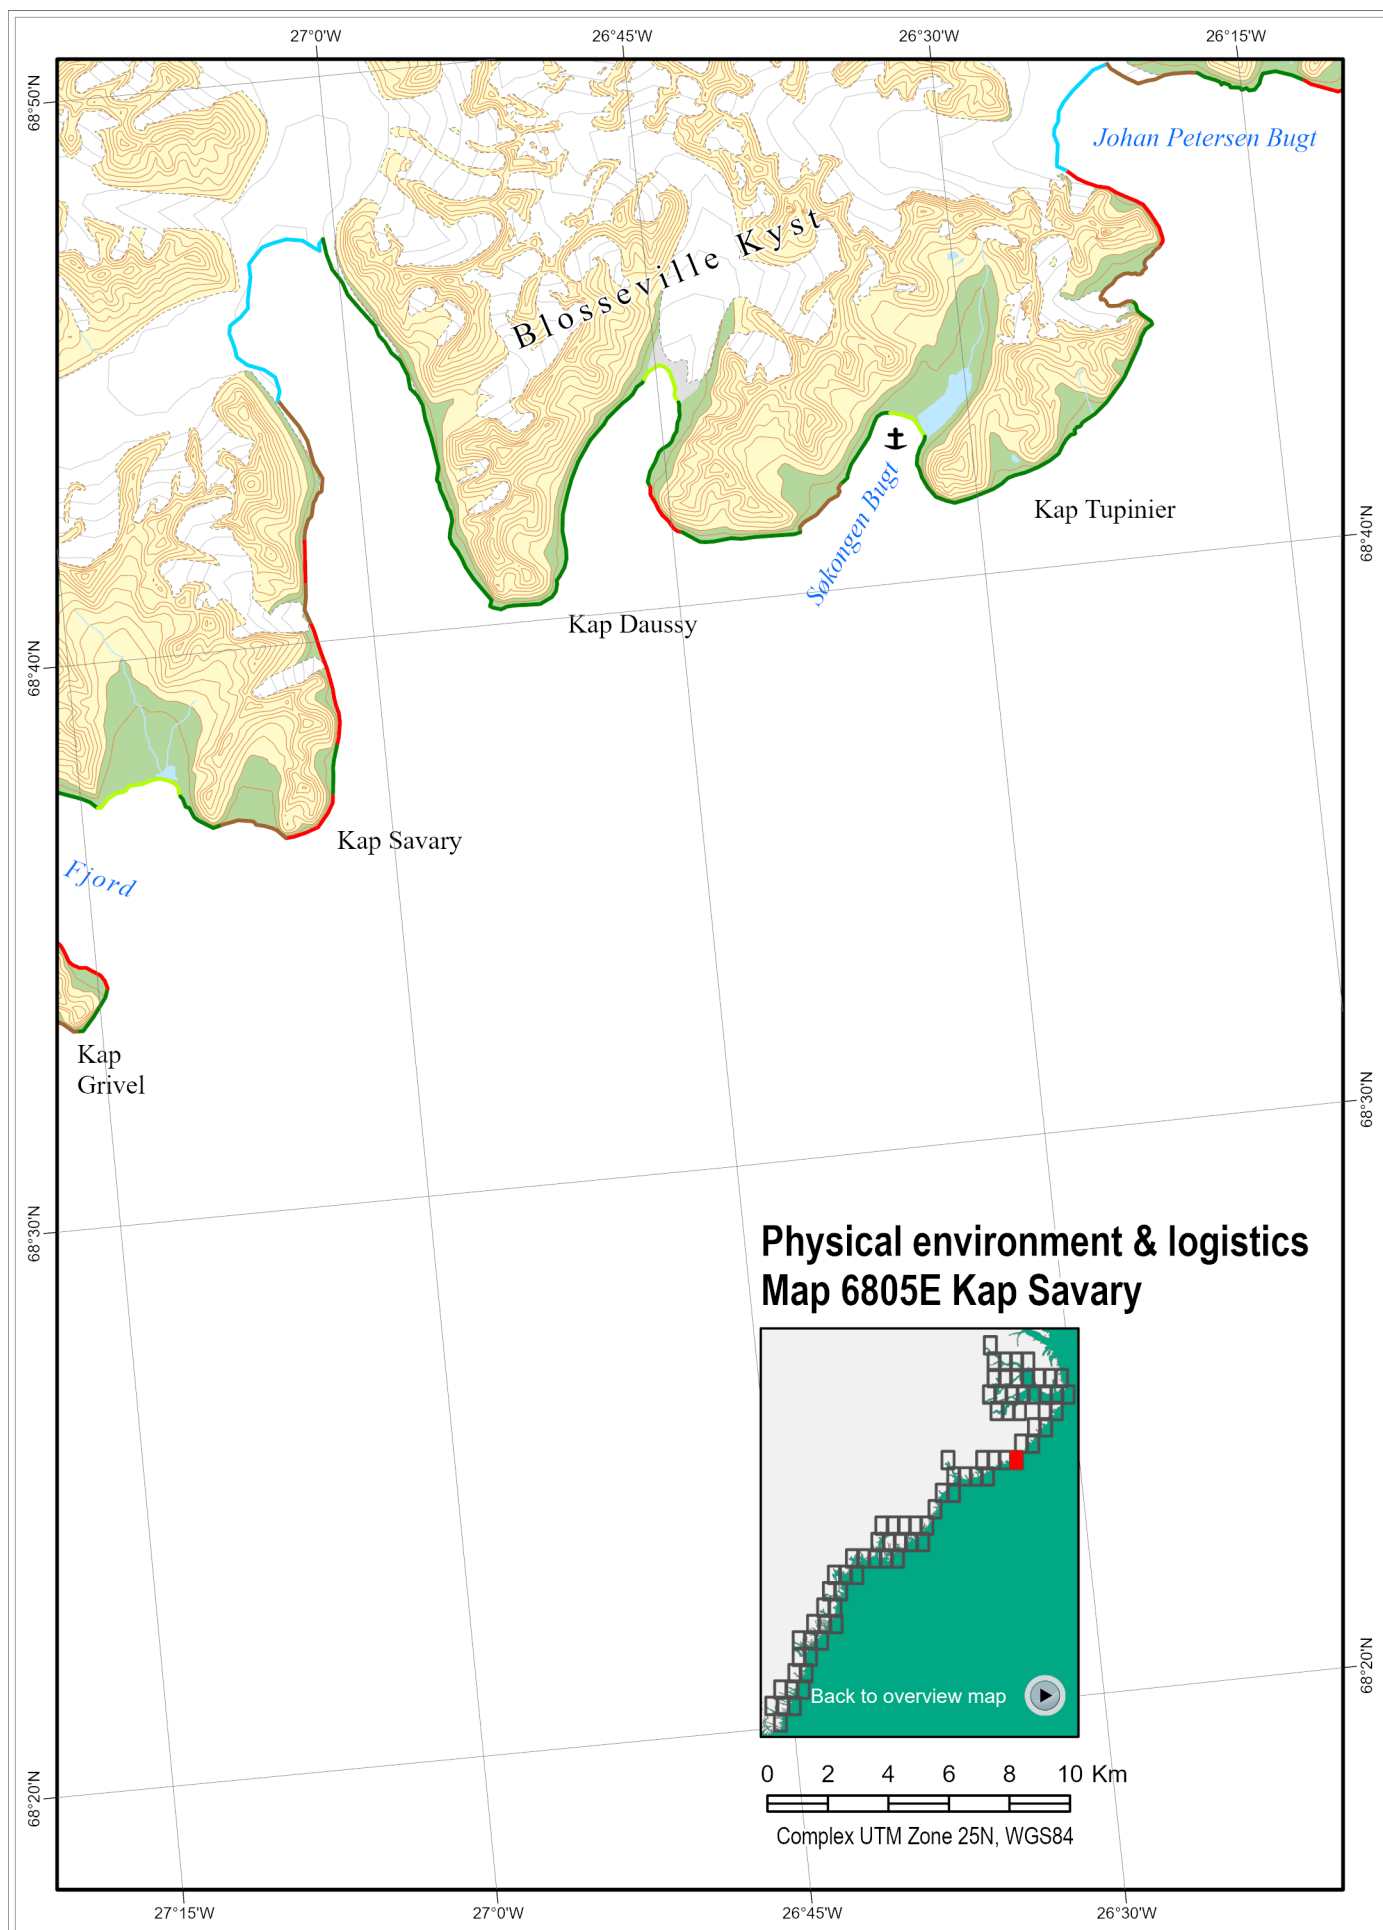 27°0'W
26°45'W
26°30'W
26°15'W
68°50'N
Johan Petersen Bugt
Blosseville Kyst
Søkongen Bugt
Kap Tupinier
68°40'N
Kap Daussy
68°40'N
Kap Savary
Fjord
Kap
Grivel
68°30'N
68°30'N
Physical environment & logistics
Map 6805E Kap Savary
68°20'N
Back to overview map
68°20'N
0 2 4 6 8 10 Km
Complex UTM Zone 25N, WGS84
27°15'W
27°0'W
26°45'W
26°30'W